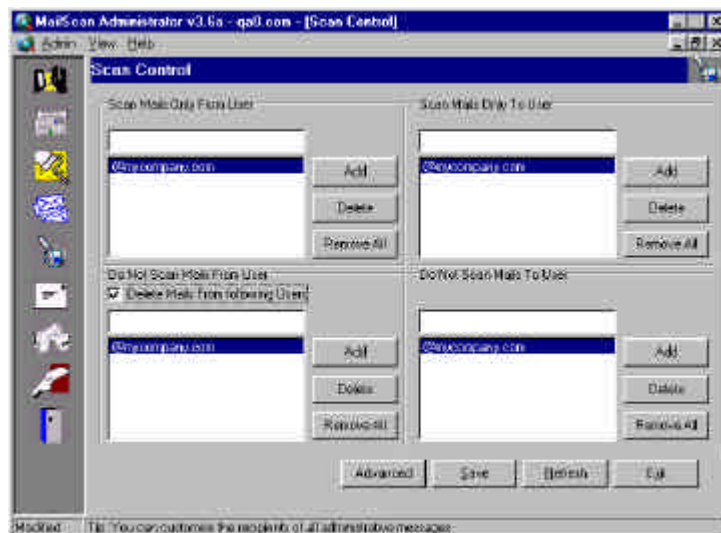 MailScan Administrator v3.6a - qa0.com - [Scan Control]
Admin View Help
Scan Control
Scan Mails Only From User
Scan Mails Only To User
@mycompany.com
@mycompany.com
Add
Add
Delete
Delete
Remove All
Remove All
Do Not Scan Mails From User
Do Not Scan Mails To User
Delete Mails From following Users
@mycompany.com
@mycompany.com
Add
Add
Delete
Delete
Remove All
Remove All
Advanced Save Refresh Exit
Modified Tip: You can customise the recipients of all administrative messages